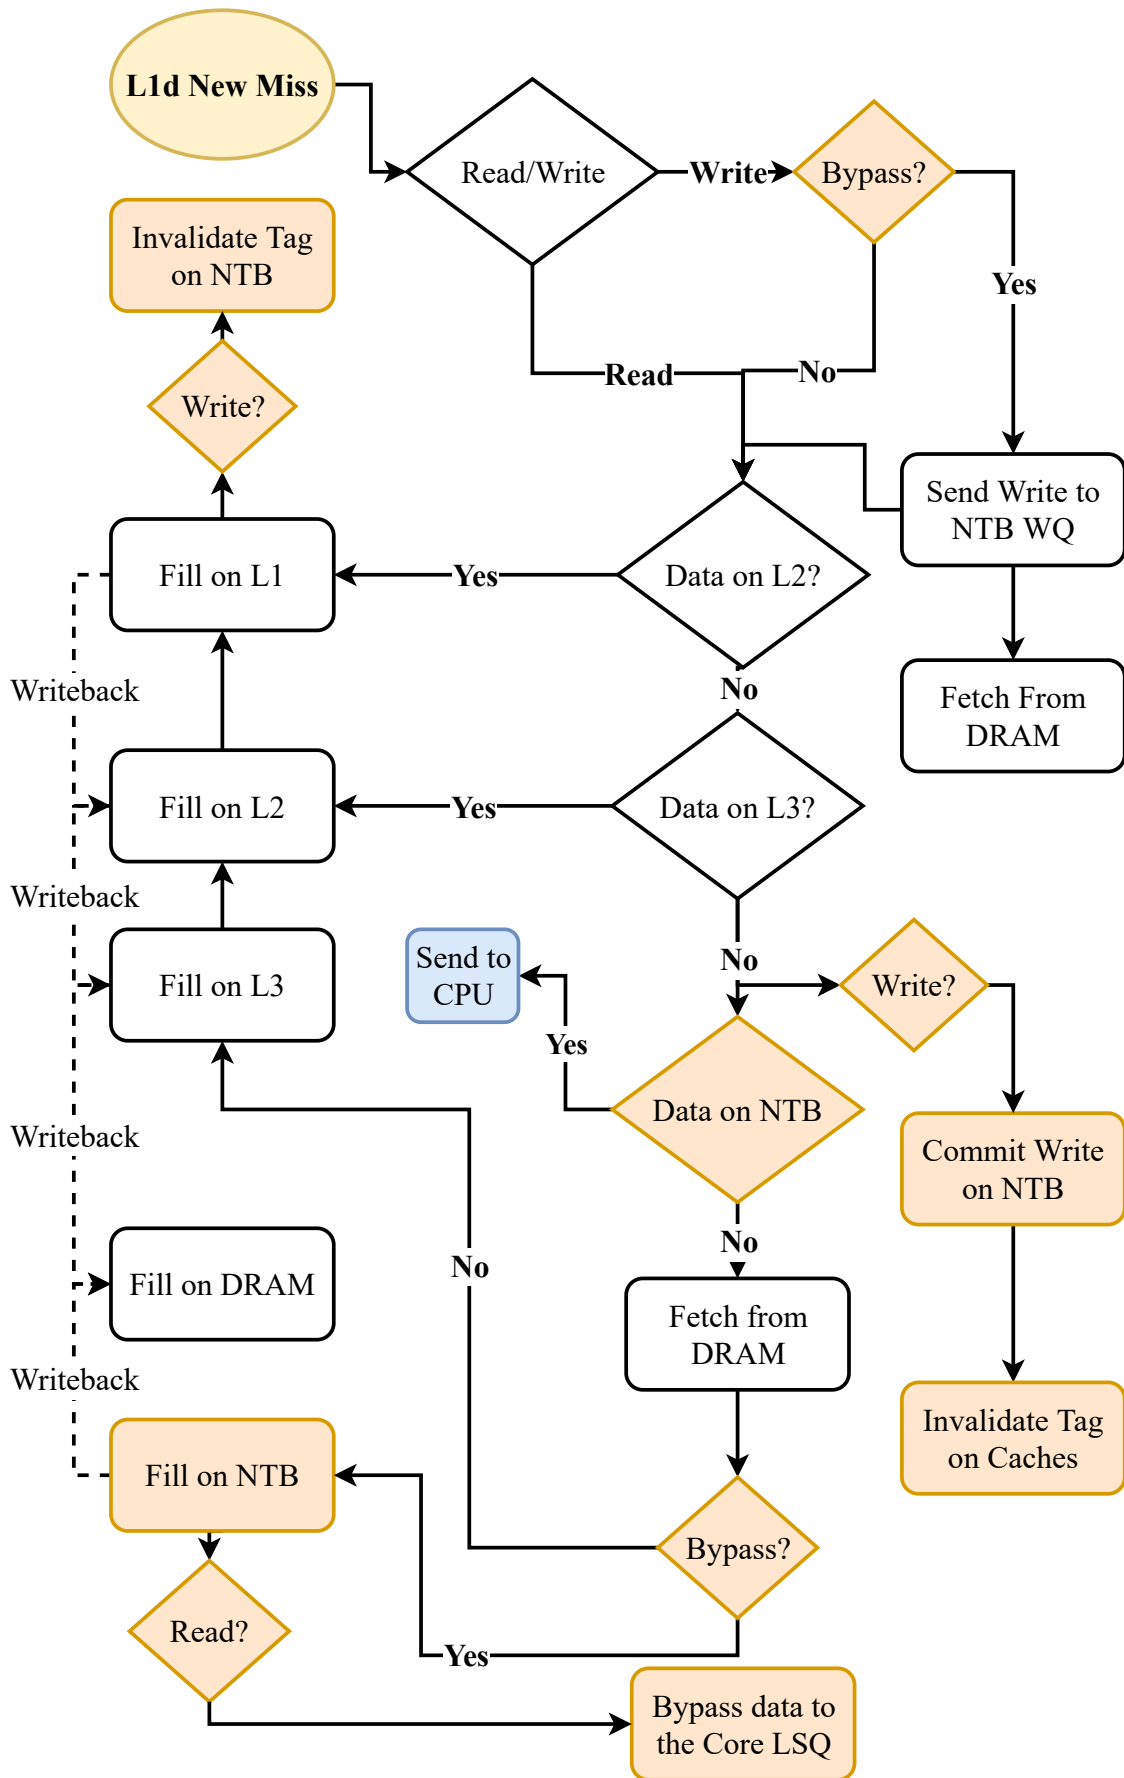 L1d New Miss
Read/Write
Write
Bypass?
Invalidate Tag
on NTB
Yes
Read
No
Write?
Send Write to
NTB WQ
Fill on L1
Yes
Data on L2?
Writeback
No
Fetch From
DRAM
Fill on L2
Yes
Data on L3?
Writeback
Send to
CPU
No
Write?
Fill on L3
Yes
Data on NTB
Commit Write
on NTB
Writeback
No
No
Fill on DRAM
Fetch from
DRAM
Writeback
Invalidate Tag
on Caches
Fill on NTB
Bypass?
Read?
Yes
Bypass data to
the Core LSQ